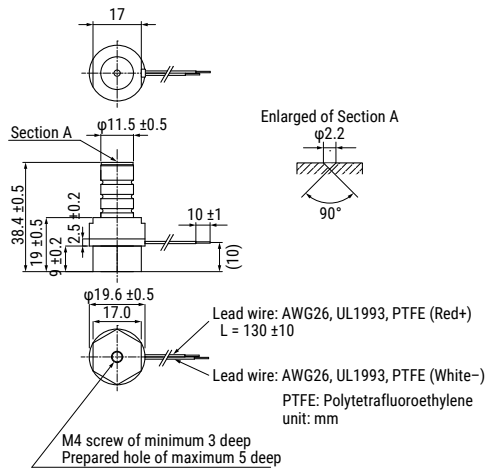 17
φ11.5 ±0.5
Section A
Enlarged of Section A
φ2.2
90°
38.4 ±0.5
19 ±0.5
9 ±0.2
2.5 ±0.2
10 ±1
(10)
φ19.6 ±0.5
17.0
Lead wire: AWG26, UL1993, PTFE (Red+)
L = 130 ±10
Lead wire: AWG26, UL1993, PTFE (White−)
PTFE: Polytetrafluoroethylene
unit: mm
M4 screw of minimum 3 deep
Prepared hole of maximum 5 deep